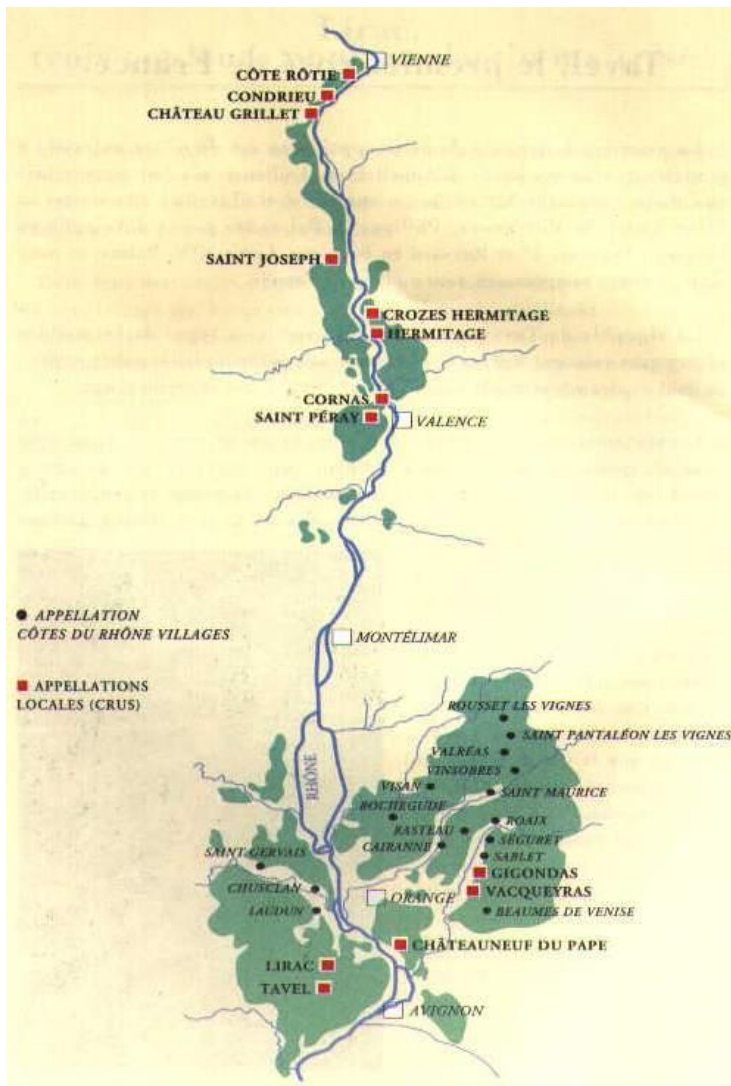 VIENNE
CÔTE RÔTIE
CONDRIEU
CHÂTEAU GRILLET
SAINT JOSEPH
CROZES HERMITAGE
HERMITAGE
CORNAS
SAINT PÉRAY
VALENCE
APPELLATION
CÔTES DU RHÔNE VILLAGES
MONTÉLIMAR
APPELLATIONS
LOCALES (CRUS)
ROUSSET LES VIGNES
SAINT PANTALÉON LES VIGNES
VALRÉAS
VINSOBRES
RHÔNE
VISAN
SAINT MAURICE
ROCHEGUDE
ROAIX
RASTEAU
SÉGURET
CAIRANNE
SABLET
SAINT GERVAIS
GIGONDAS
CHUSCLAN
VACQUEYRAS
ORANGE
LAUDUN
BEAUMES DE VENISE
CHÂTEAUNEUF DU PAPE
LIRAC
TAVEL
AVIGNON